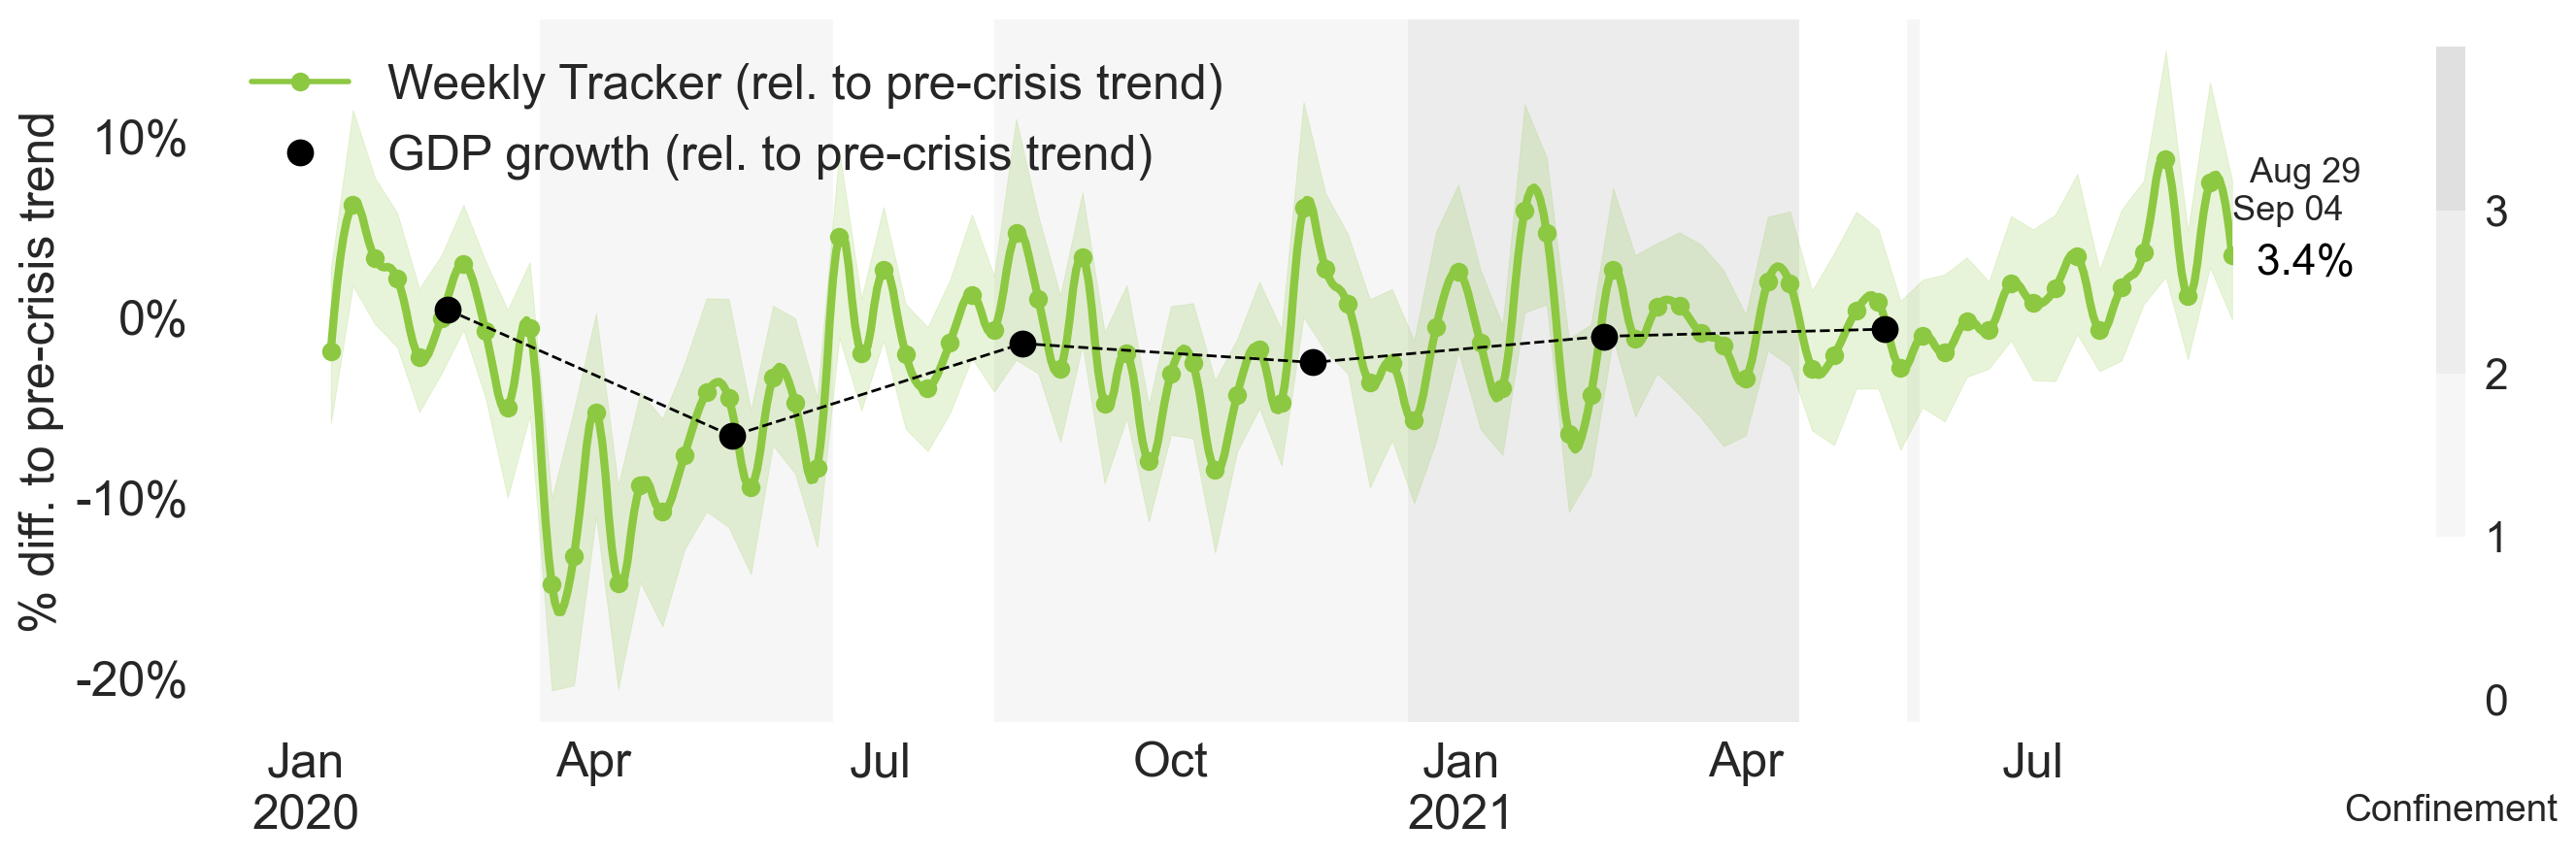 Weekly Tracker (rel. to pre-crisis trend)
GDP growth (rel. to pre-crisis trend)
% diff. to pre-crisis trend
10%
0%
-10%
-20%
Jan
2020
Apr
Jul
Oct
Jan
2021
Apr
Jul
Aug 29
Sep 04
3.4%
3
2
1
0
Confinement